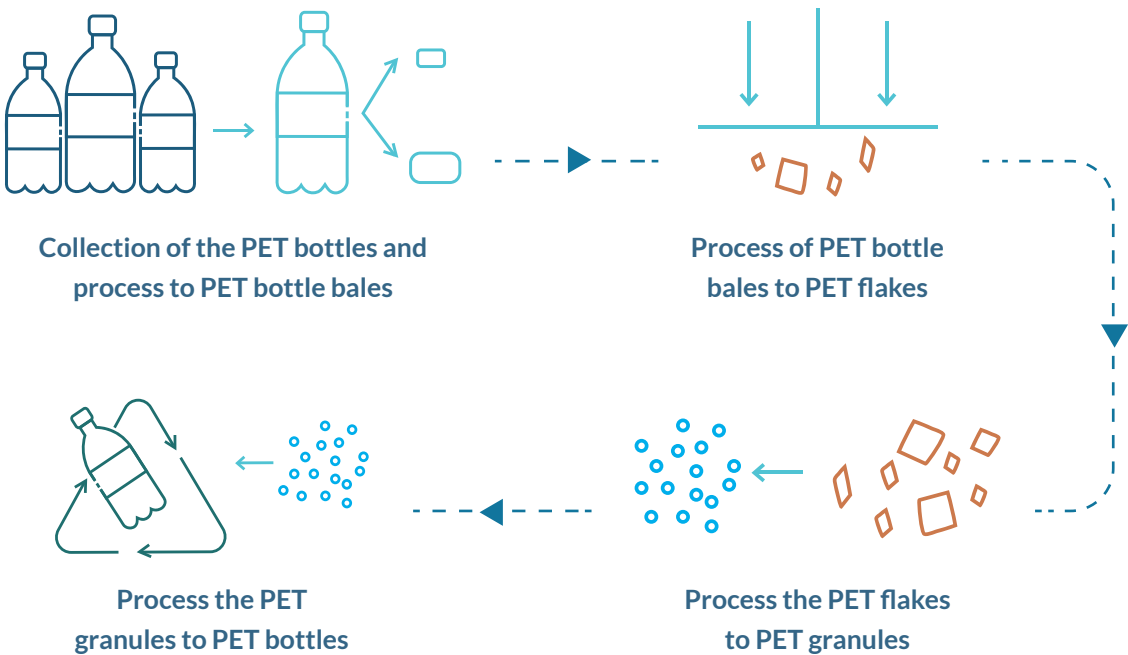 Collection of the PET bottles and
process to PET bottle bales
Process of PET bottle
bales to PET flakes
Process the PET flakes
to PET granules
Process the PET
granules to PET bottles